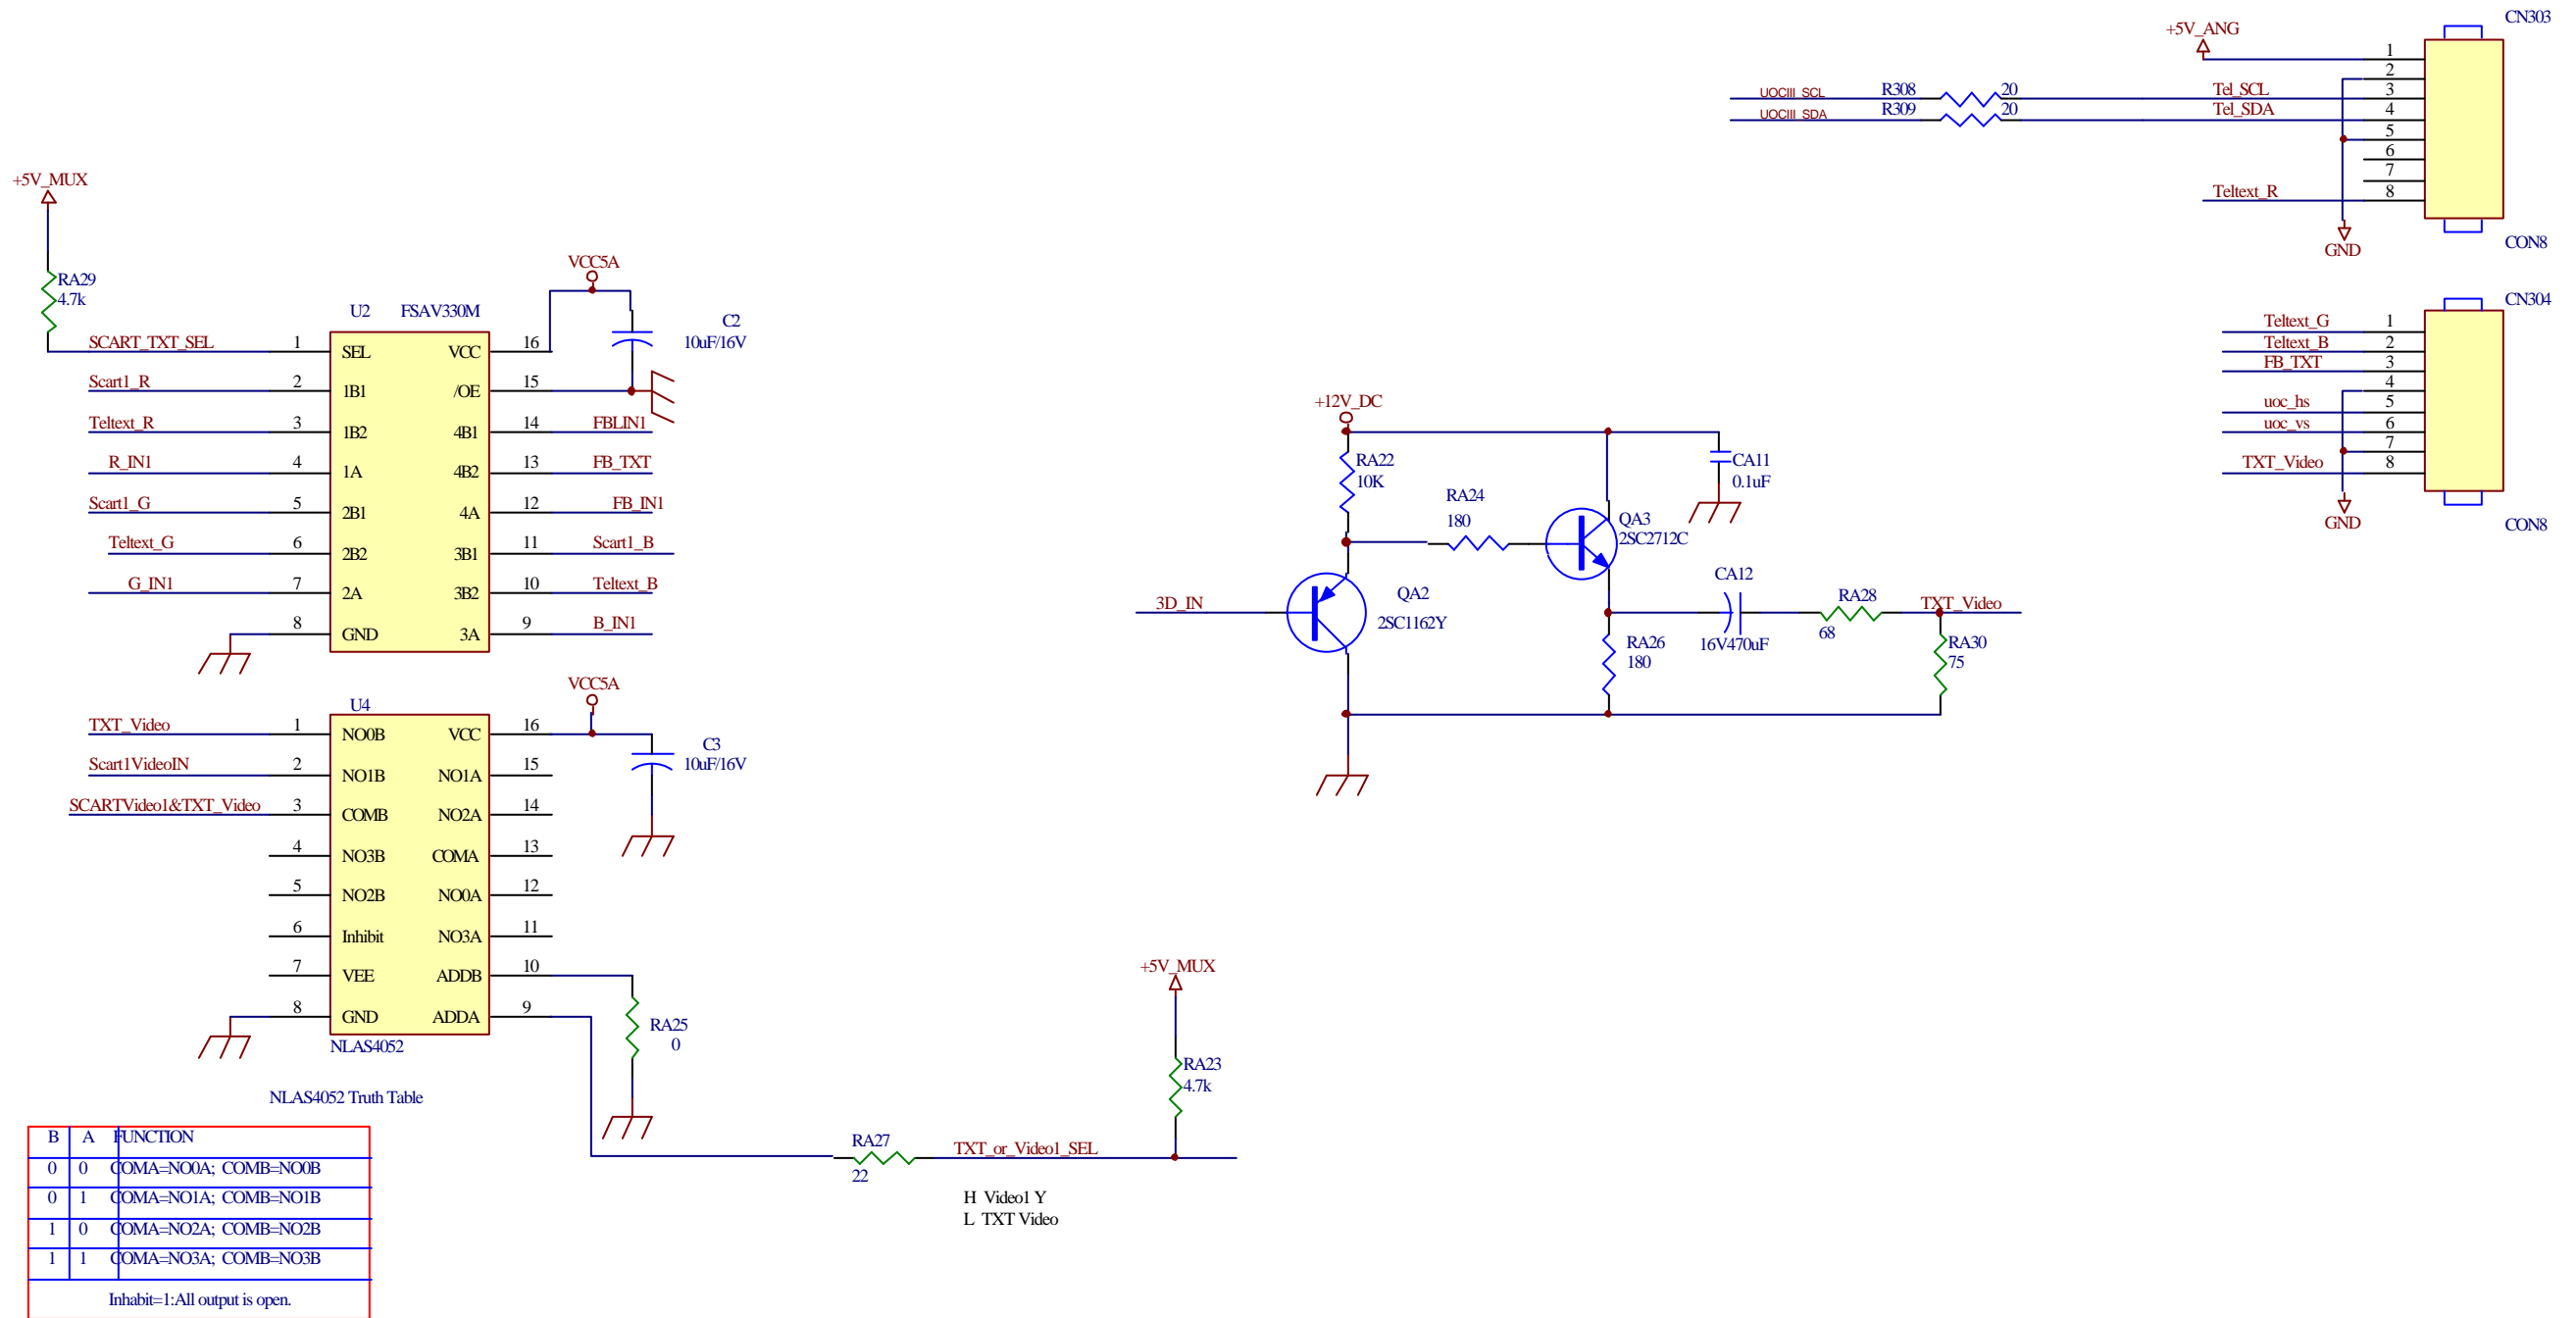 CN303
+5V_ANG
1
2
UOCIII_SCL R308 20 Tel_SCL 3
UOCIII_SDA R309 20 Tel_SDA 4
5
6
7
Teltext_R 8
GND
CON8
+5V_MUX
RA29
4.7k
VCC5A
U2 FSAV330M
C2
10uF/16V
SCART_TXT_SEL 1 SEL VCC 16
Scart1_R 2 1B1 /OE 15
Teltext_R 3 1B2 4B1 14 FBLIN1
R_IN1 4 1A 4B2 13 FB_TXT
Scart1_G 5 2B1 4A 12 FB_IN1
Teltext_G 6 2B2 3B1 11 Scart1_B
G_IN1 7 2A 3B2 10 Teltext_B
8 GND 3A 9 B_IN1
CN304
Teltext_G 1
Teltext_B 2
FB_TXT 3
4
uoc_hs 5
uoc_vs 6
7
TXT_Video 8
GND
CON8
+12V_DC
RA22
10K
CA11
0.1uF
RA24
180
QA3
2SC2712C
3D_IN
QA2
2SC1162Y
CA12
16V470uF
RA28
68
TXT_Video
RA26
180
RA30
75
VCC5A
U4
C3
10uF/16V
TXT_Video 1 NO0B VCC 16
Scart1VideoIN 2 NO1B NO1A 15
SCARTVideo1&TXT_Video 3 COMB NO2A 14
4 NO3B COMA 13
5 NO2B NO0A 12
6 Inhibit NO3A 11
7 VEE ADDB 10
8 GND ADDA 9
NLAS4052
RA25
0
+5V_MUX
RA23
4.7k
RA27
22
TXT_or_Video1_SEL
H Video1 Y
L TXT Video
NLAS4052 Truth Table
B A FUNCTION
0 0 COMA=NO0A; COMB=NO0B
0 1 COMA=NO1A; COMB=NO1B
1 0 COMA=NO2A; COMB=NO2B
1 1 COMA=NO3A; COMB=NO3B
Inhabit=1:All output is open.